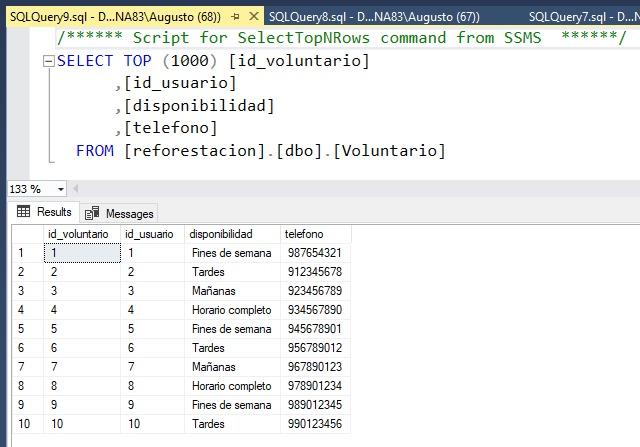 SQLQuery9.sql - D...NA83\Augusto (68)) SQLQuery8.sql - D...NA83\Augusto (67)) SQLQuery7.sql - D...N
/****** Script for SelectTopNRows command from SSMS ******/
SELECT TOP (1000) [id_voluntario]
,[id_usuario]
,[disponibilidad]
,[telefono]
FROM [reforestacion].[dbo].[Voluntario]
133 %
Results Messages
id_voluntario id_usuario disponibilidad telefono
1 1 1 Fines de semana 987654321
2 2 2 Tardes 912345678
3 3 3 Mañanas 923456789
4 4 4 Horario completo 934567890
5 5 5 Fines de semana 945678901
6 6 6 Tardes 956789012
7 7 7 Mañanas 967890123
8 8 8 Horario completo 978901234
9 9 9 Fines de semana 989012345
10 10 10 Tardes 990123456